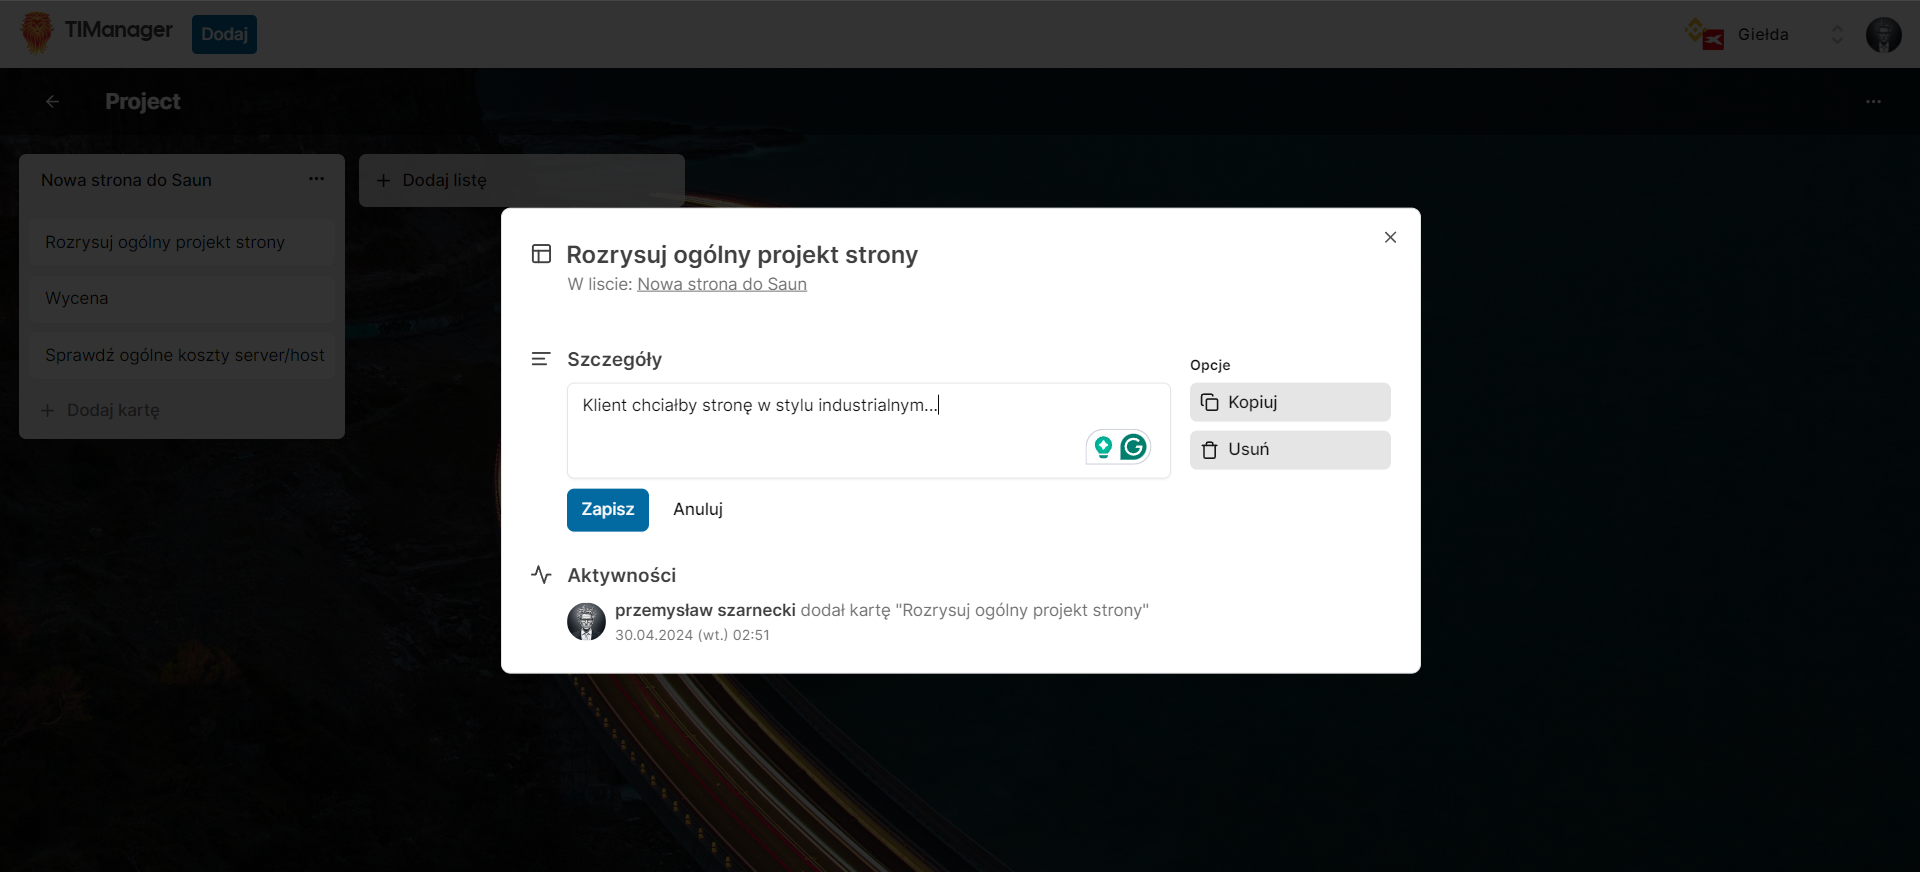 TIManager
Dodaj
Giełda
Project
Nowa strona do Saun
Rozrysuj ogólny projekt strony
Wycena
Sprawdź ogólne koszty server/host
Dodaj kartę
Dodaj listę
Rozrysuj ogólny projekt strony
W liscie: Nowa strona do Saun
Szczegóły
Klient chciałby stronę w stylu industrialnym...
Zapisz
Anuluj
Opcje
Kopiuj
Usuń
Aktywności
przemysław szarnecki dodał kartę "Rozrysuj ogólny projekt strony"
30.04.2024 (wt.) 02:51